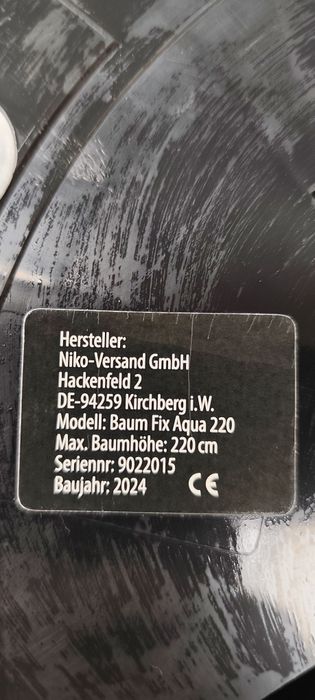 Hersteller:
Niko-Versand GmbH
Hackenfeld 2
DE-94259 Kirchberg i.W.
Modell: Baum Fix Aqua 220
Max. Baumhöhe: 220 cm
Seriennr: 9022015
Baujahr: 2024 CE